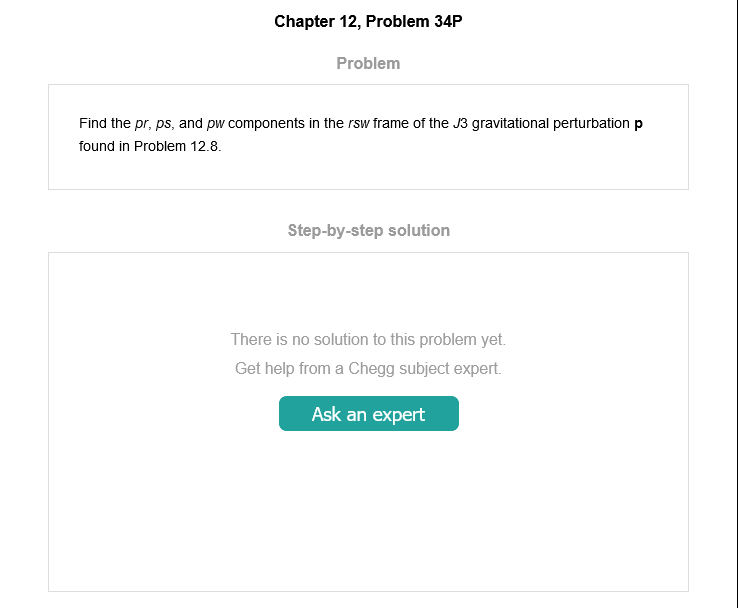 Chapter 12, Problem 34P
Problem
Find the pr, ps, and pw components in the rsw frame of the J3 gravitational perturbation p
found in Problem 12.8.
Step-by-step solution
There is no solution to this problem yet.
Get help from a Chegg subject expert.
Ask an expert